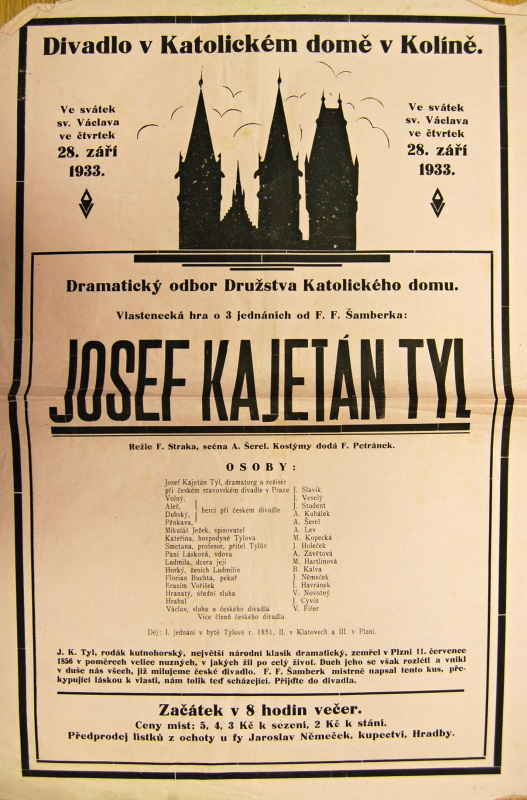 Divadlo v Katolickém domě v Kolíně.
Ve svátek
sv. Václava
ve čtvrtek
28. září
1933.
Ve svátek
sv. Václava
ve čtvrtek
28. září
1933.
Dramatický odbor Družstva Katolického domu.
Vlastenecká hra o 3 jednáních od F. F. Šamberka:
JOSEF KAJETÁN TYL
Režie F. Straka, scéna A. Šerel. Kostýmy dodá F. Petránek.
OSOBY:
Josef Kajetán Tyl, dramaturg a režisér
při českém stavovském divadle v Praze J. Slavík
Volný, J. Veselý
Aleš, J. Študent
herci při českém divadle
Dubský, A. Kubálek
Pěnkava, A. Šerel
Mikuláš Ježek, spisovatel A. Lev
Kateřina, hospodyně Tylova M. Kopecká
Smetana, profesor, přítel Tylův J. Holeček
Paní Lásková, vdova A. Závětová
Ludmila, dcera její M. Hartlinová
Horký, ženich Ludmilin B. Kalva
Florián Buchta, pekař J. Němeček
Erazim Voříšek J. Havránek
Hranatý, úřední sluha V. Novotný
Hrabal J. Cyvín
Václav, sluha u českého divadla V. Fišer
Více členů českého divadla.
Děj: I. jednání v bytě Tylově r. 1851, II. v Klatovech a III. v Plzni.
J. K. Tyl, rodák kutnohorský, největší národní klasik dramatický, zemřel v Plzni 11. července
1856 v poměrech velice nuzných, v jakých žil po celý život. Duch jeho se však rozlétl a vnikl
v duše nás všech, již milujeme české divadlo. F. F. Šamberk mistrně napsal tento kus, pře-
kypující láskou k vlasti, nám tolik teď scházející. Přijďte do divadla.
Začátek v 8 hodin večer.
Ceny míst: 5, 4, 3 Kč k sezení, 2 Kč k stání.
Předprodej lístků z ochoty u fy Jaroslav Němeček, kupectví, Hradby.